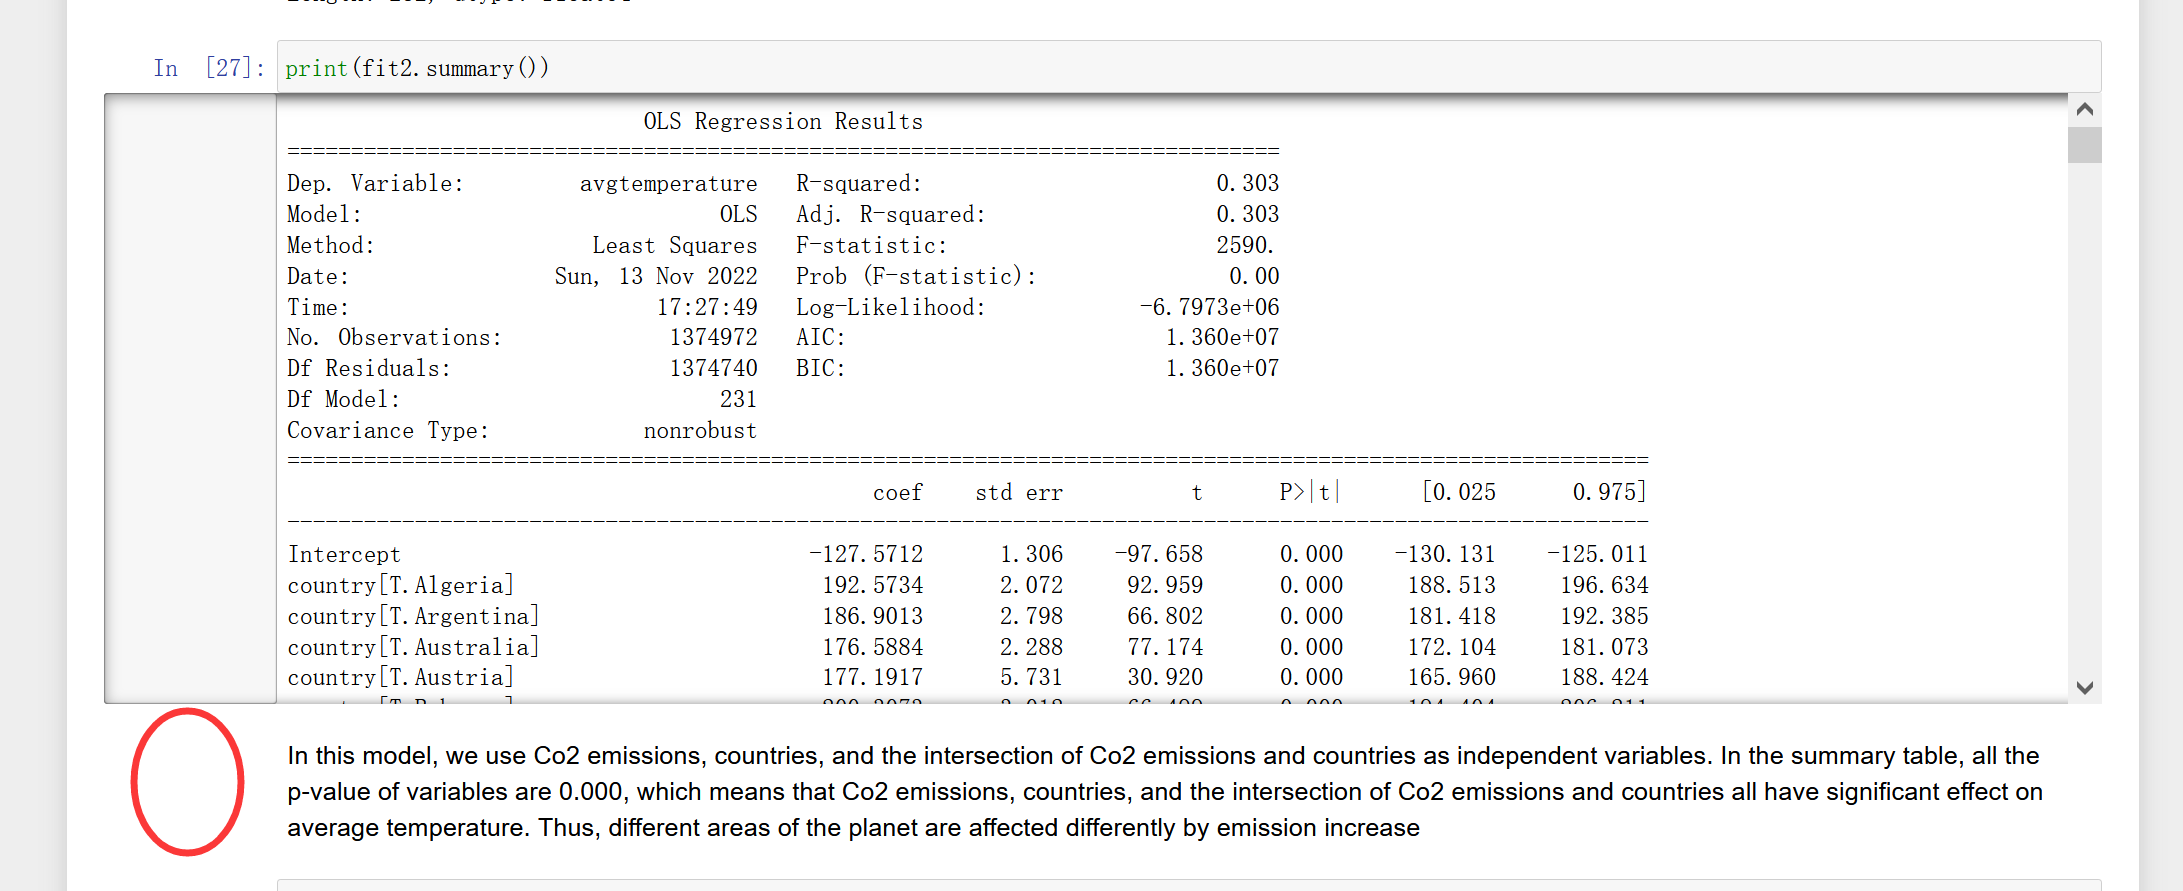 In [27]: print(fit2.summary())
OLS Regression Results
==============================================================================
Dep. Variable: avgtemperature R-squared: 0.303
Model: OLS Adj. R-squared: 0.303
Method: Least Squares F-statistic: 2590.
Date: Sun, 13 Nov 2022 Prob (F-statistic): 0.00
Time: 17:27:49 Log-Likelihood: -6.7973e+06
No. Observations: 1374972 AIC: 1.360e+07
Df Residuals: 1374740 BIC: 1.360e+07
Df Model: 231
Covariance Type: nonrobust
===========================================================================================================
coef std err t P>|t| [0.025 0.975]
-----------------------------------------------------------------------------------------------------------
Intercept -127.5712 1.306 -97.658 0.000 -130.131 -125.011
country[T.Algeria] 192.5734 2.072 92.959 0.000 188.513 196.634
country[T.Argentina] 186.9013 2.798 66.802 0.000 181.418 192.385
country[T.Australia] 176.5884 2.288 77.174 0.000 172.104 181.073
country[T.Austria] 177.1917 5.731 30.920 0.000 165.960 188.424
In this model, we use Co2 emissions, countries, and the intersection of Co2 emissions and countries as independent variables. In the summary table, all the
p-value of variables are 0.000, which means that Co2 emissions, countries, and the intersection of Co2 emissions and countries all have significant effect on
average temperature. Thus, different areas of the planet are affected differently by emission increase